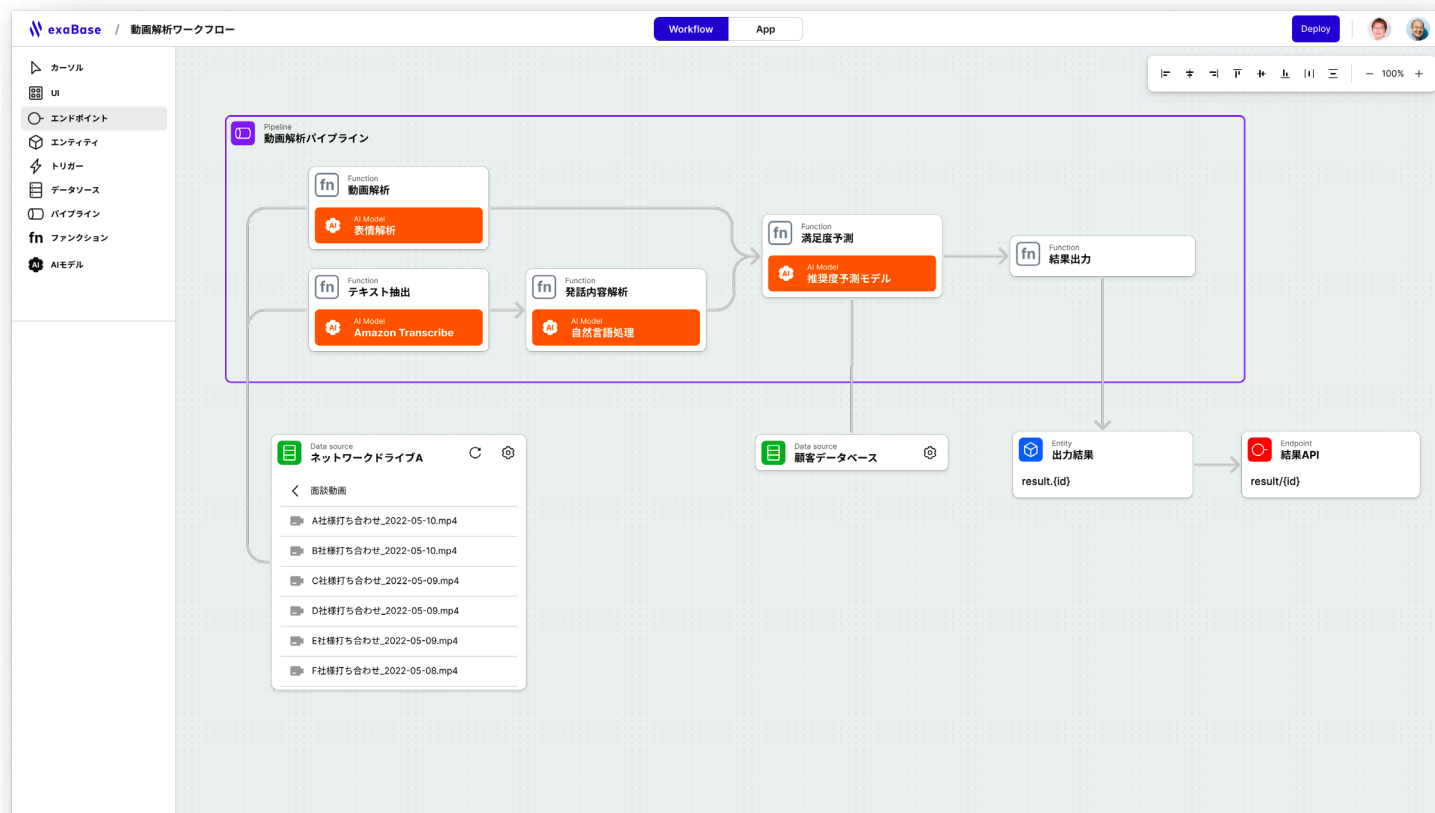 exaBase / 動画解析ワークフロー
Workflow
App
Deploy
カーソル
UI
エンドポイント
エンティティ
トリガー
データソース
パイプライン
fn ファンクション
AI AIモデル
100%
Pipeline
動画解析パイプライン
fn
Function
動画解析
AI
AI Model
表情解析
fn
Function
テキスト抽出
AI
AI Model
Amazon Transcribe
fn
Function
発話内容解析
AI
AI Model
自然言語処理
fn
Function
満足度予測
AI
AI Model
推奨度予測モデル
fn
Function
結果出力
Data source
ネットワークドライブA
面談動画
A社様打ち合わせ_2022-05-10.mp4
B社様打ち合わせ_2022-05-10.mp4
C社様打ち合わせ_2022-05-09.mp4
D社様打ち合わせ_2022-05-09.mp4
E社様打ち合わせ_2022-05-09.mp4
F社様打ち合わせ_2022-05-08.mp4
Data source
顧客データベース
Entity
出力結果
result.{id}
Endpoint
結果API
result/{id}